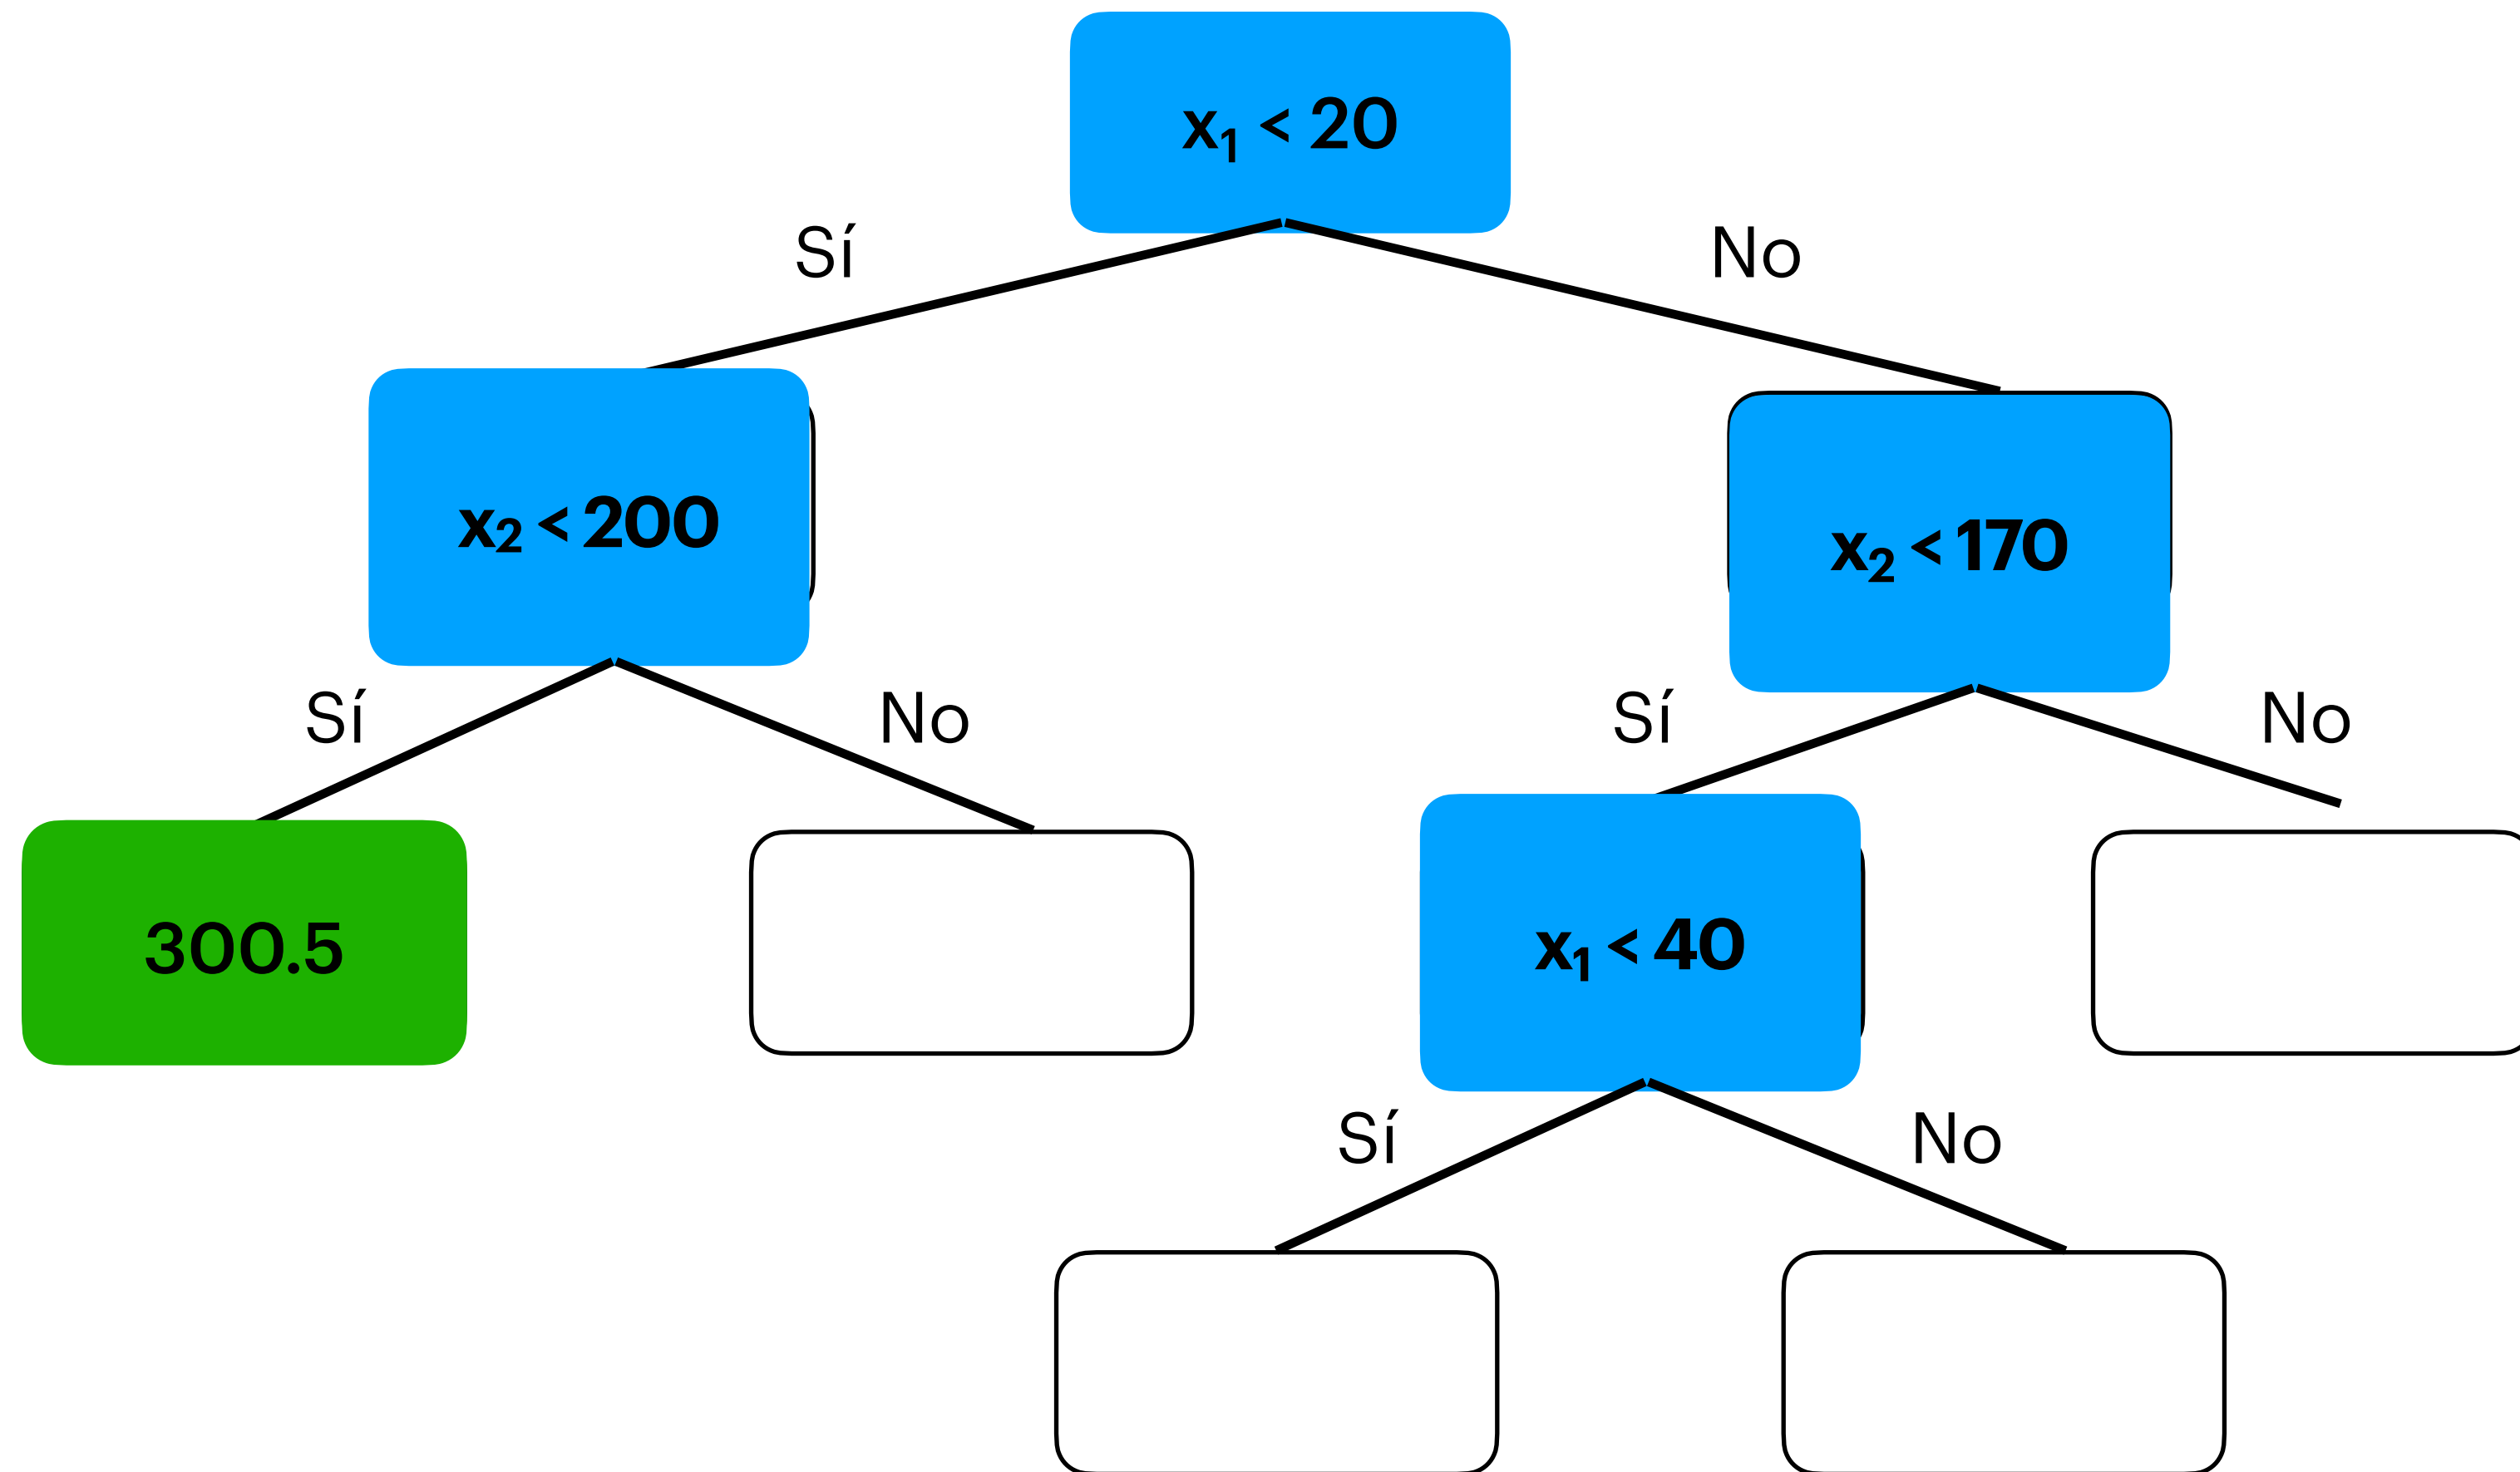 x₁ < 20
Sí
No
x₂ < 200
x₂ < 170
Sí
No
Sí
No
300.5
x₁ < 40
Sí
No